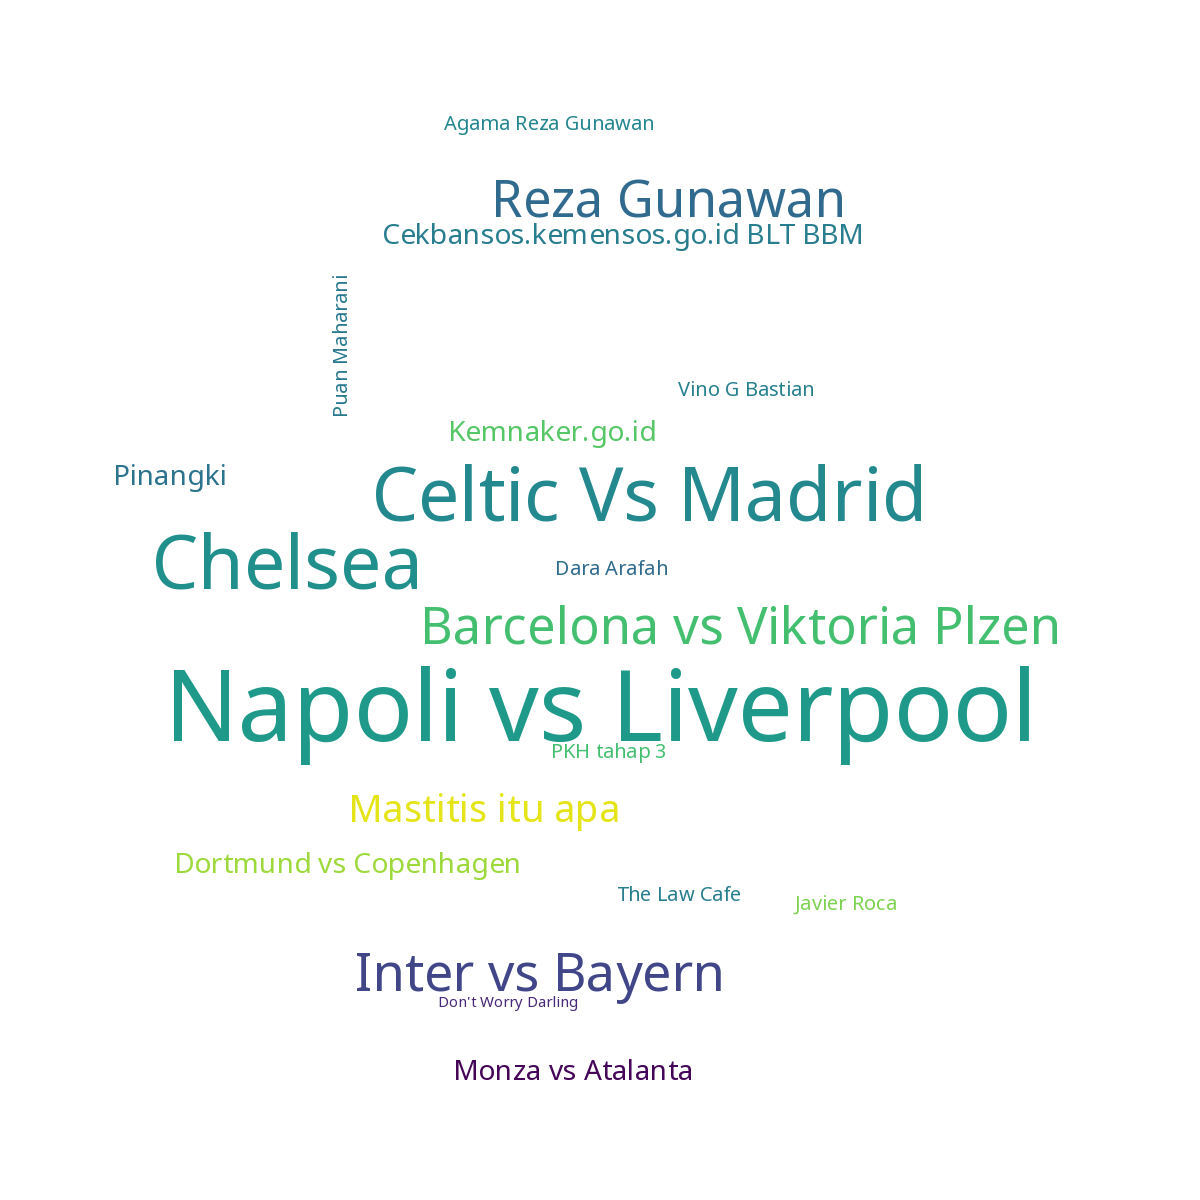 Agama Reza Gunawan
Reza Gunawan
Cekbansos.kemensos.go.id BLT BBM
Puan Maharani
Vino G Bastian
Kemnaker.go.id
Pinangki
Celtic Vs Madrid
Chelsea
Dara Arafah
Barcelona vs Viktoria Plzen
Napoli vs Liverpool
PKH tahap 3
Mastitis itu apa
Dortmund vs Copenhagen
The Law Cafe
Javier Roca
Inter vs Bayern
Don't Worry Darling
Monza vs Atalanta